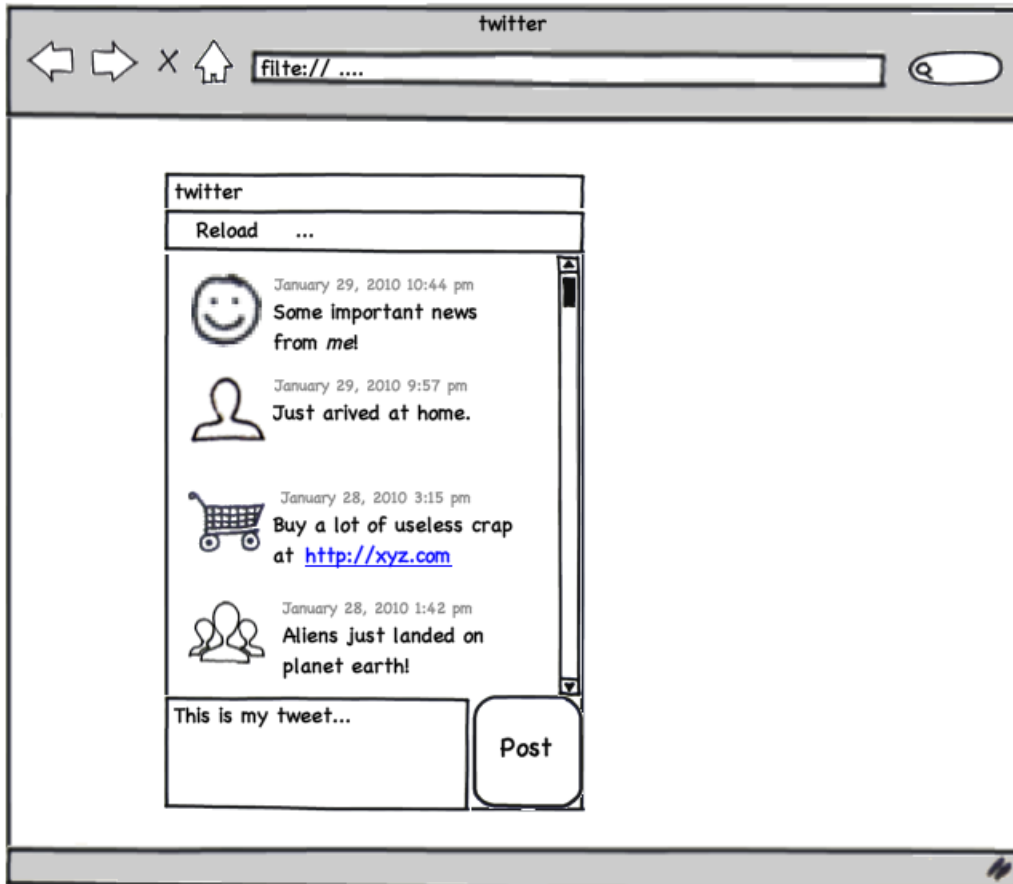 twitter
filte:// ....
twitter
Reload ...
January 29, 2010 10:44 pm
Some important news
from me!
January 29, 2010 9:57 pm
Just arived at home.
January 28, 2010 3:15 pm
Buy a lot of useless crap
at http://xyz.com
January 28, 2010 1:42 pm
Aliens just landed on
planet earth!
This is my tweet...
Post